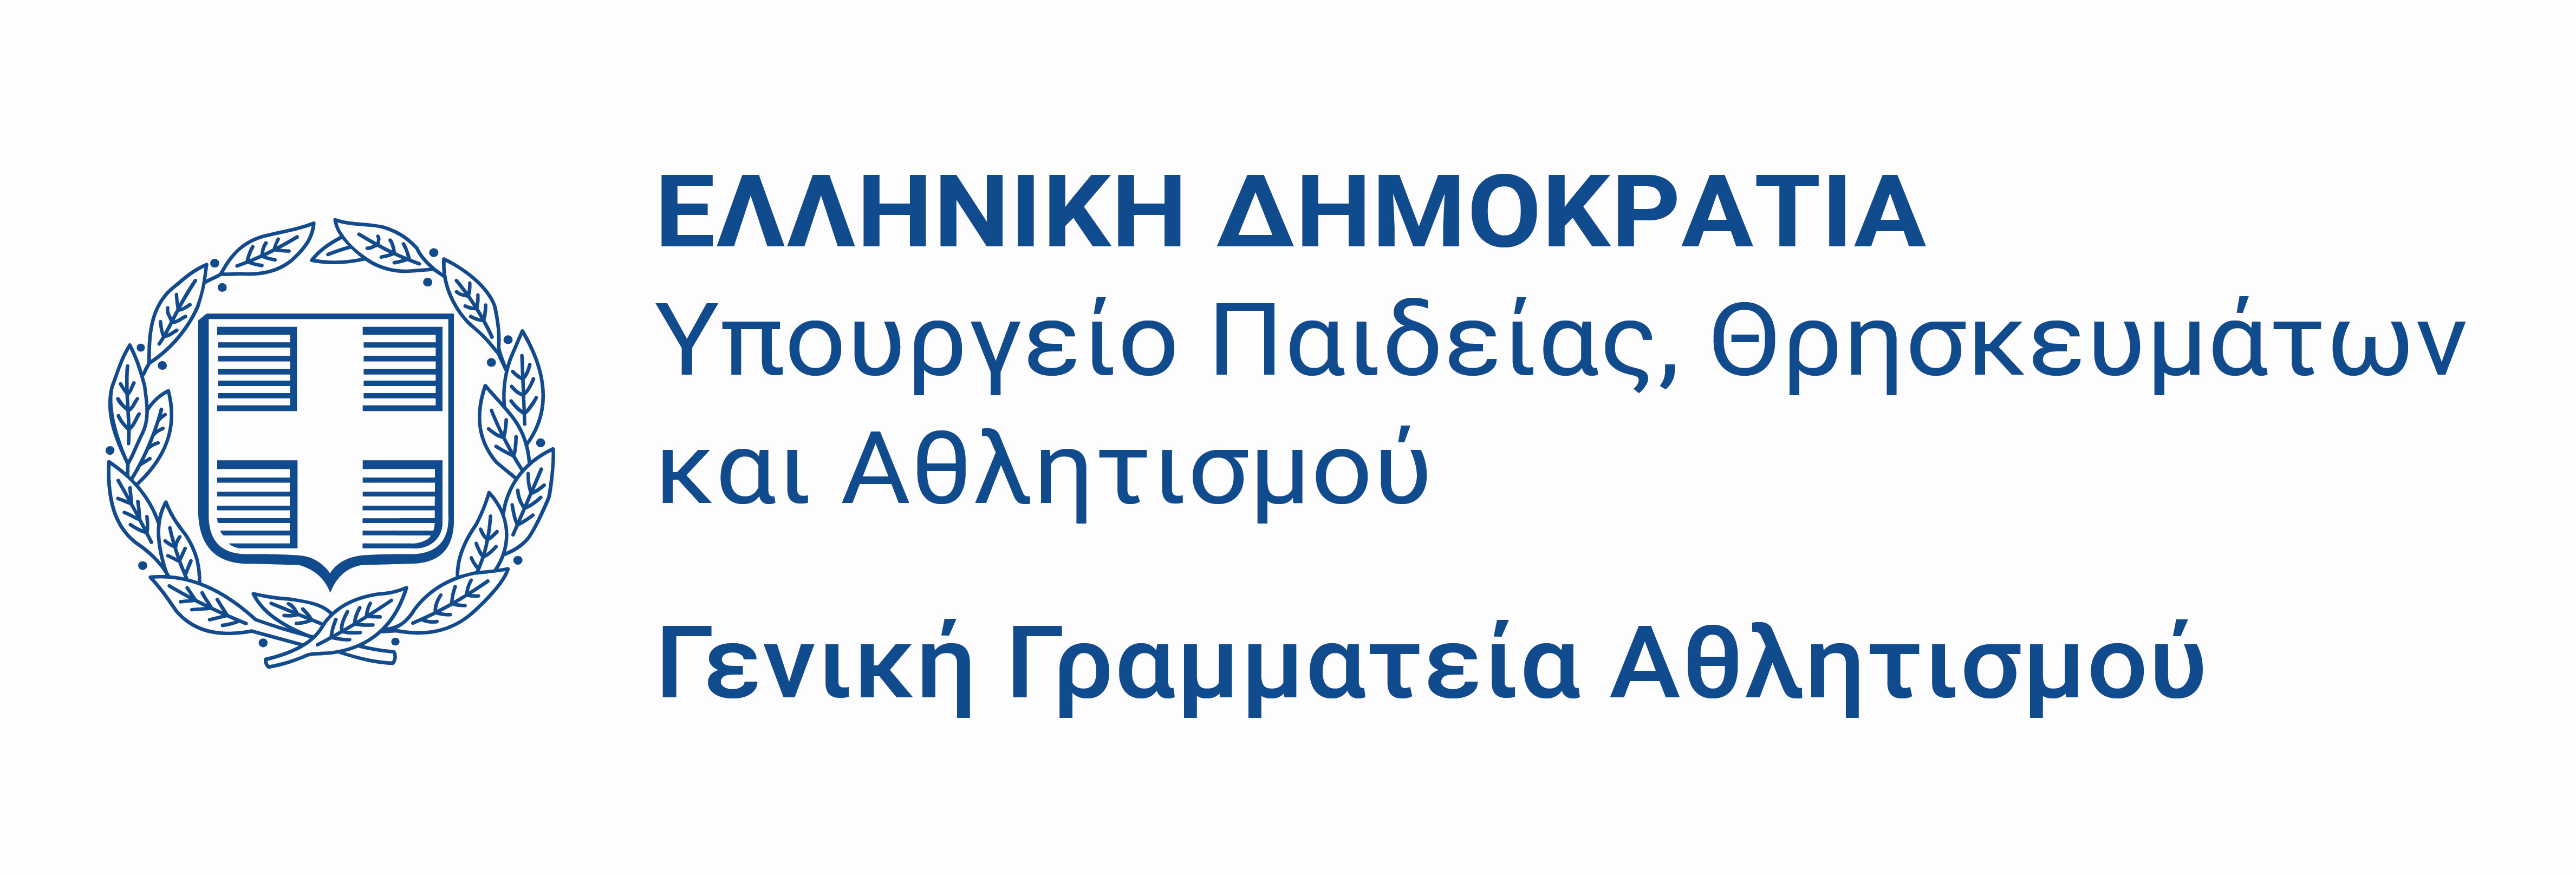 ΕΛΛΗΝΙΚΗ ΔΗΜΟΚΡΑΤΙΑ
Υπουργείο Παιδείας, Θρησκευμάτων
και Αθλητισμού
Γενική Γραμματεία Αθλητισμού